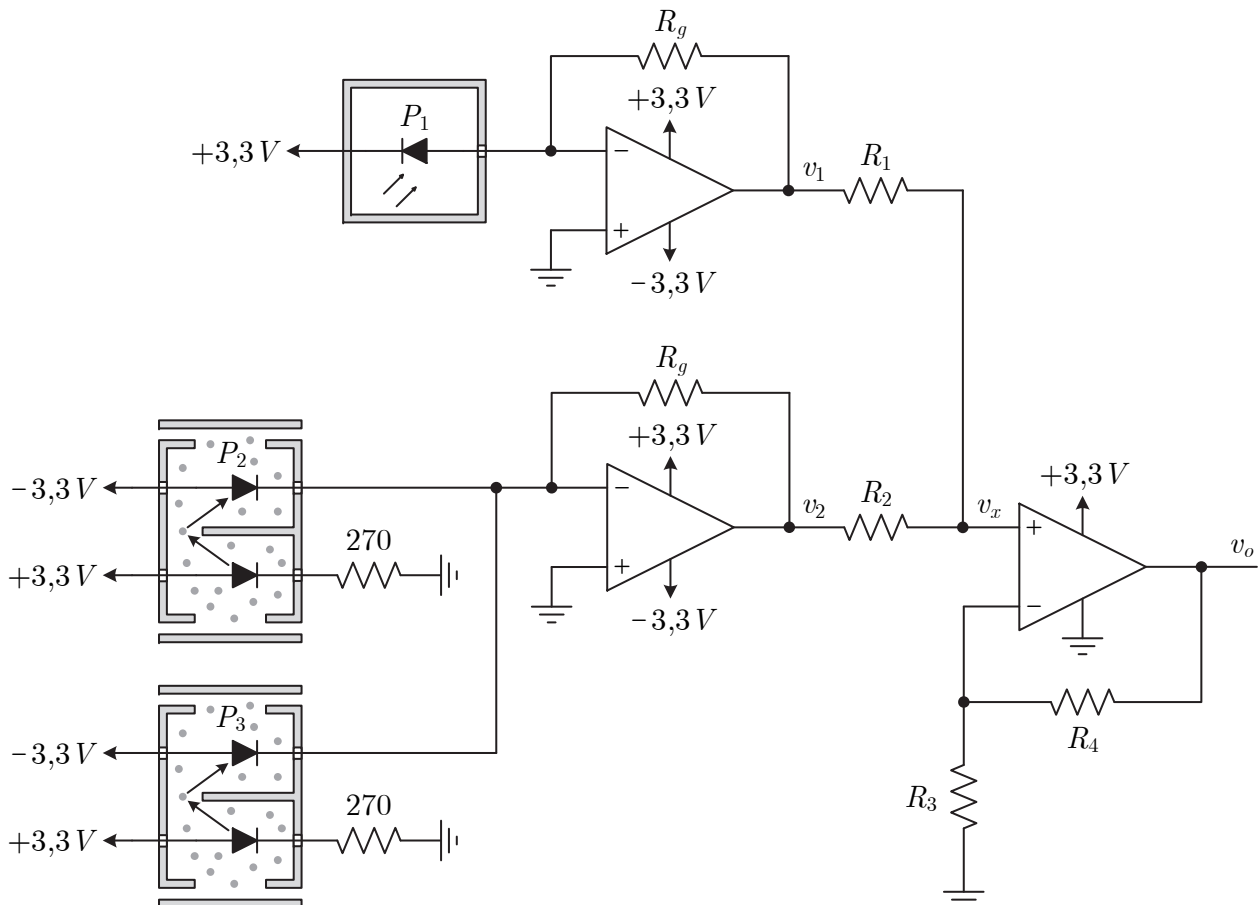 R_g
+3,3 V
P_1
+3,3 V
−
+
v_1
R_1
−3,3 V
R_g
+3,3 V
P_2
−3,3 V
−
+
v_2
R_2
v_x
+3,3 V
+
−
v_o
270
+3,3 V
−3,3 V
R_4
P_3
−3,3 V
R_3
270
+3,3 V